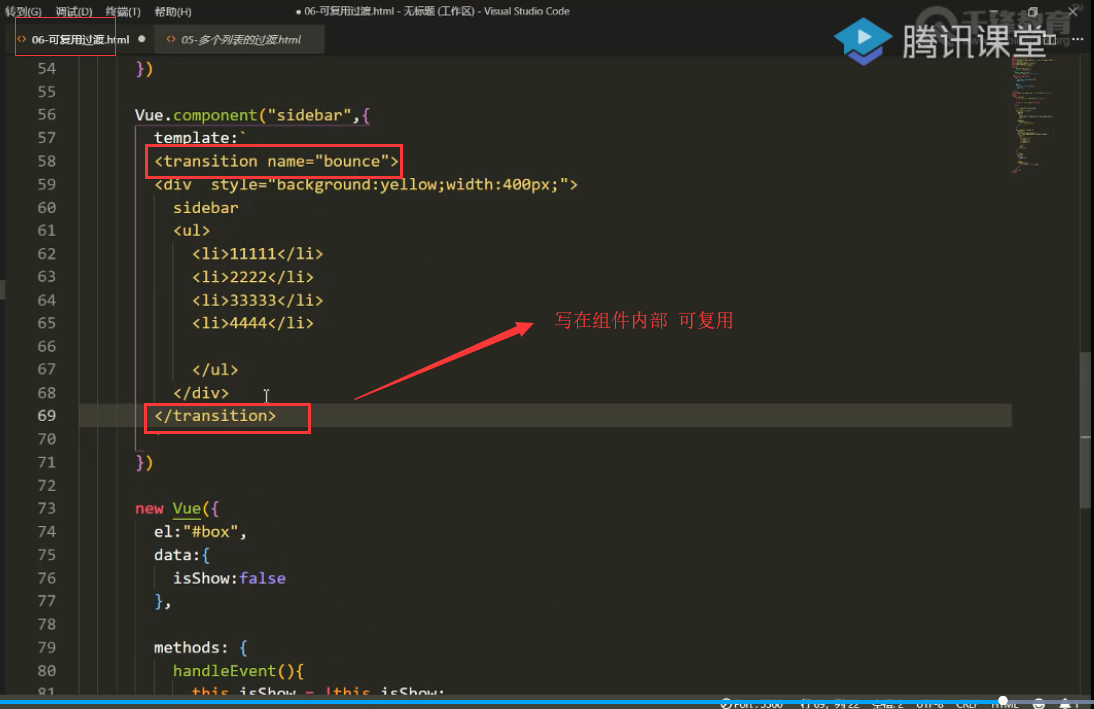 转到(G) 调试(D) 终端(T) 帮助(H) ● 06-可复用过渡.html - 无标题 (工作区) - Visual Studio Code
<> 06-可复用过渡.html ● <> 05-多个列表的过渡.html
千锋教育
腾讯课堂
54 })
55
56 Vue.component("sidebar",{
57 template:`
58 <transition name="bounce">
59 <div style="background:yellow;width:400px;">
60 sidebar
61 <ul>
62 <li>11111</li>
63 <li>2222</li>
64 <li>33333</li>
65 <li>4444</li>
66
67 </ul>
68 </div>
69 </transition>
70 `
71 })
72
73 new Vue({
74 el:"#box",
75 data:{
76 isShow:false
77 },
78
79 methods: {
80 handleEvent(){
81 this.isShow = !this.isShow;
写在组件内部 可复用
Port : 5500 行 69, 列 22 空格: 2 UTF-8 CRLF HTML